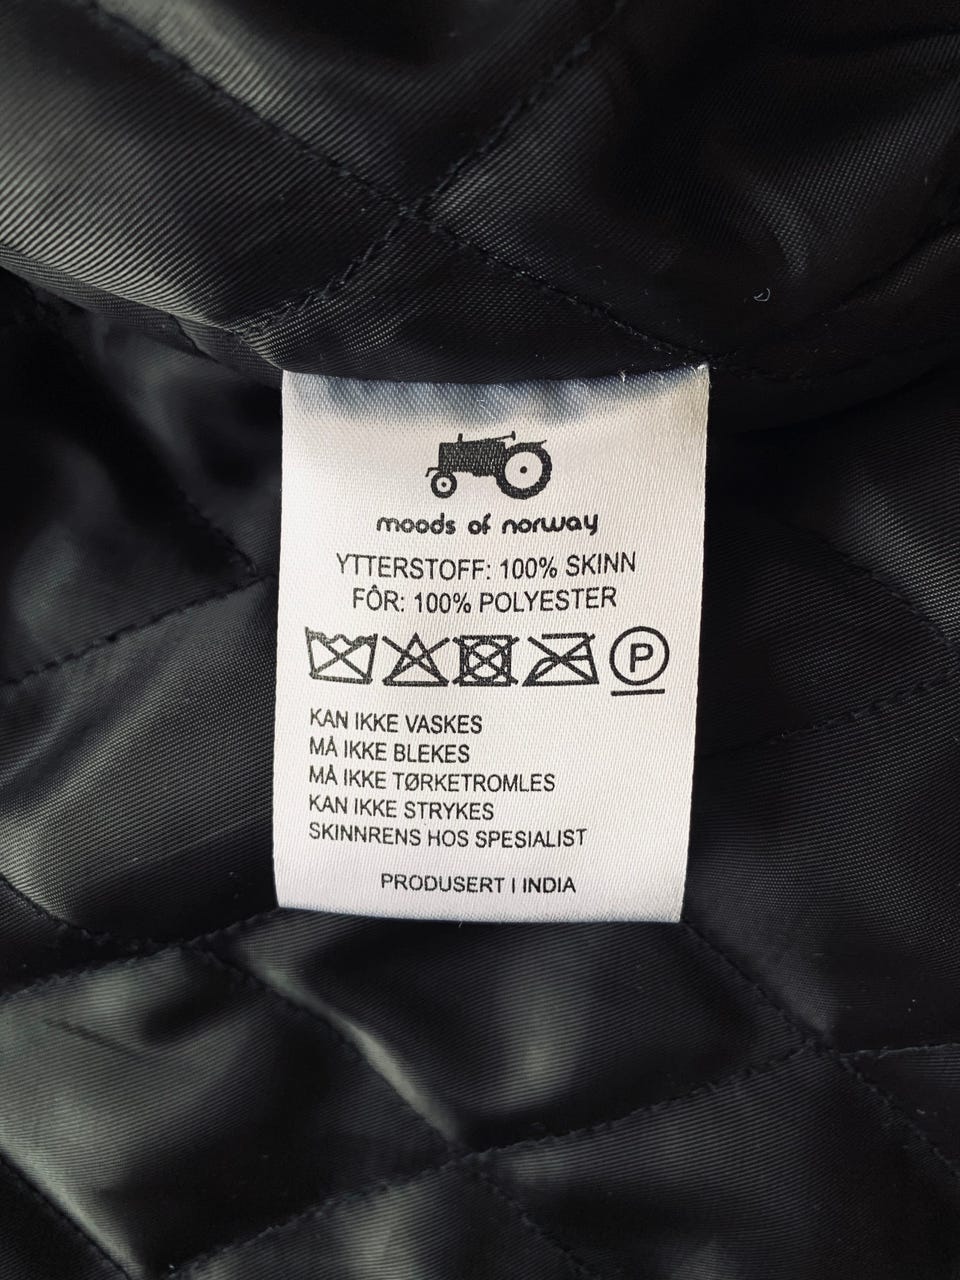 moods of norway
YTTERSTOFF: 100% SKINN
FÔR: 100% POLYESTER
P
KAN IKKE VASKES
MÅ IKKE BLEKES
MÅ IKKE TØRKETROMLES
KAN IKKE STRYKES
SKINNRENS HOS SPESIALIST
PRODUSERT I INDIA